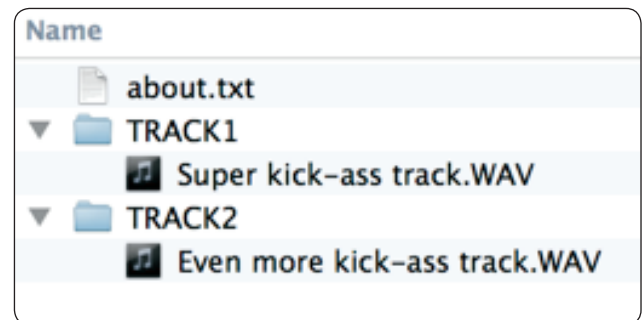 Name
about.txt
TRACK1
Super kick-ass track.WAV
TRACK2
Even more kick-ass track.WAV